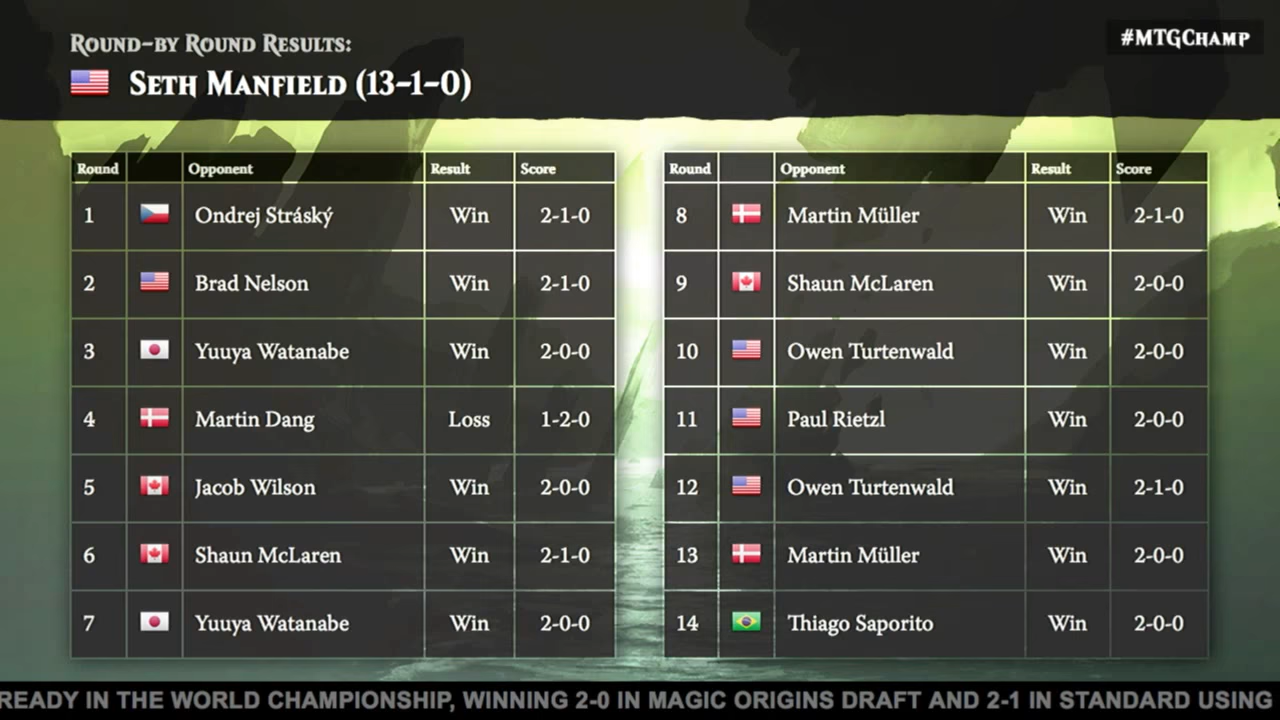 Round-by Round Results:
#MTGChamp
Seth Manfield (13-1-0)
Round Opponent Result Score
1 Ondrej Stráský Win 2-1-0
2 Brad Nelson Win 2-1-0
3 Yuuya Watanabe Win 2-0-0
4 Martin Dang Loss 1-2-0
5 Jacob Wilson Win 2-0-0
6 Shaun McLaren Win 2-1-0
7 Yuuya Watanabe Win 2-0-0
Round Opponent Result Score
8 Martin Müller Win 2-1-0
9 Shaun McLaren Win 2-0-0
10 Owen Turtenwald Win 2-0-0
11 Paul Rietzl Win 2-0-0
12 Owen Turtenwald Win 2-1-0
13 Martin Müller Win 2-0-0
14 Thiago Saporito Win 2-0-0
READY IN THE WORLD CHAMPIONSHIP, WINNING 2-0 IN MAGIC ORIGINS DRAFT AND 2-1 IN STANDARD USING